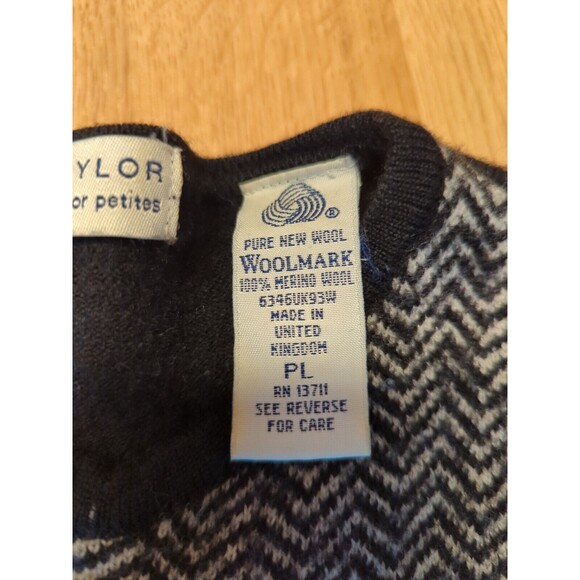 YLOR
or petites
®
PURE NEW WOOL
WOOLMARK
100% MERINO WOOL
6346UK93W
MADE IN
UNITED
KINGDOM
PL
RN 13711
SEE REVERSE
FOR CARE